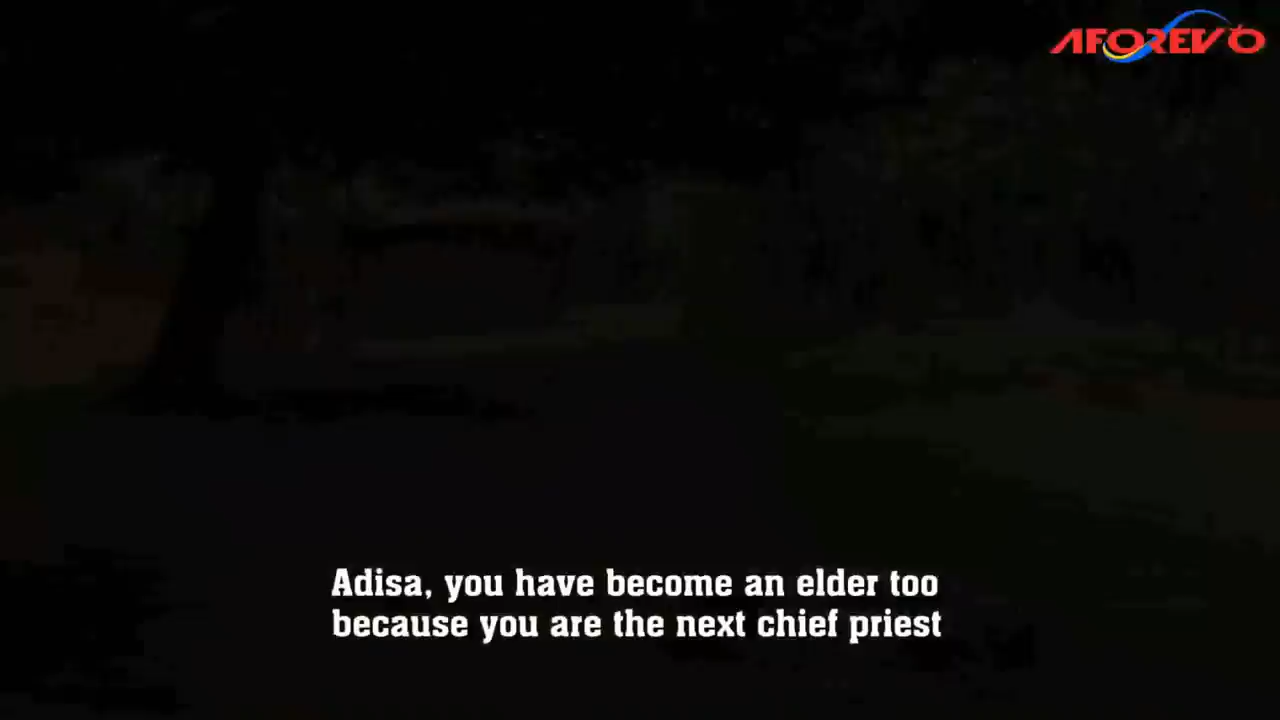 AFOREVO
Adisa, you have become an elder too
because you are the next chief priest